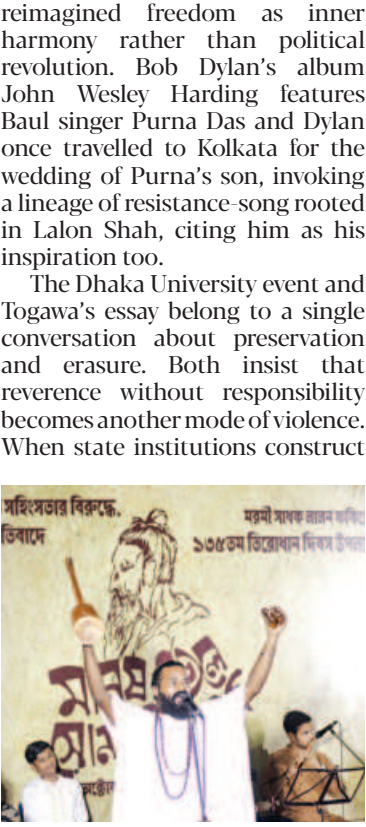 reimagined freedom as inner
harmony rather than political
revolution. Bob Dylan’s album
John Wesley Harding features
Baul singer Purna Das and Dylan
once travelled to Kolkata for the
wedding of Purna’s son, invoking
a lineage of resistance-song rooted
in Lalon Shah, citing him as his
inspiration too.
The Dhaka University event and
Togawa’s essay belong to a single
conversation about preservation
and erasure. Both insist that
reverence without responsibility
becomes another mode of violence.
When state institutions construct
সহিংসতার বিরুদ্ধে,
মরমী সাধক লালন
১৩৫তম তিরোধান দিবস
মানুষ